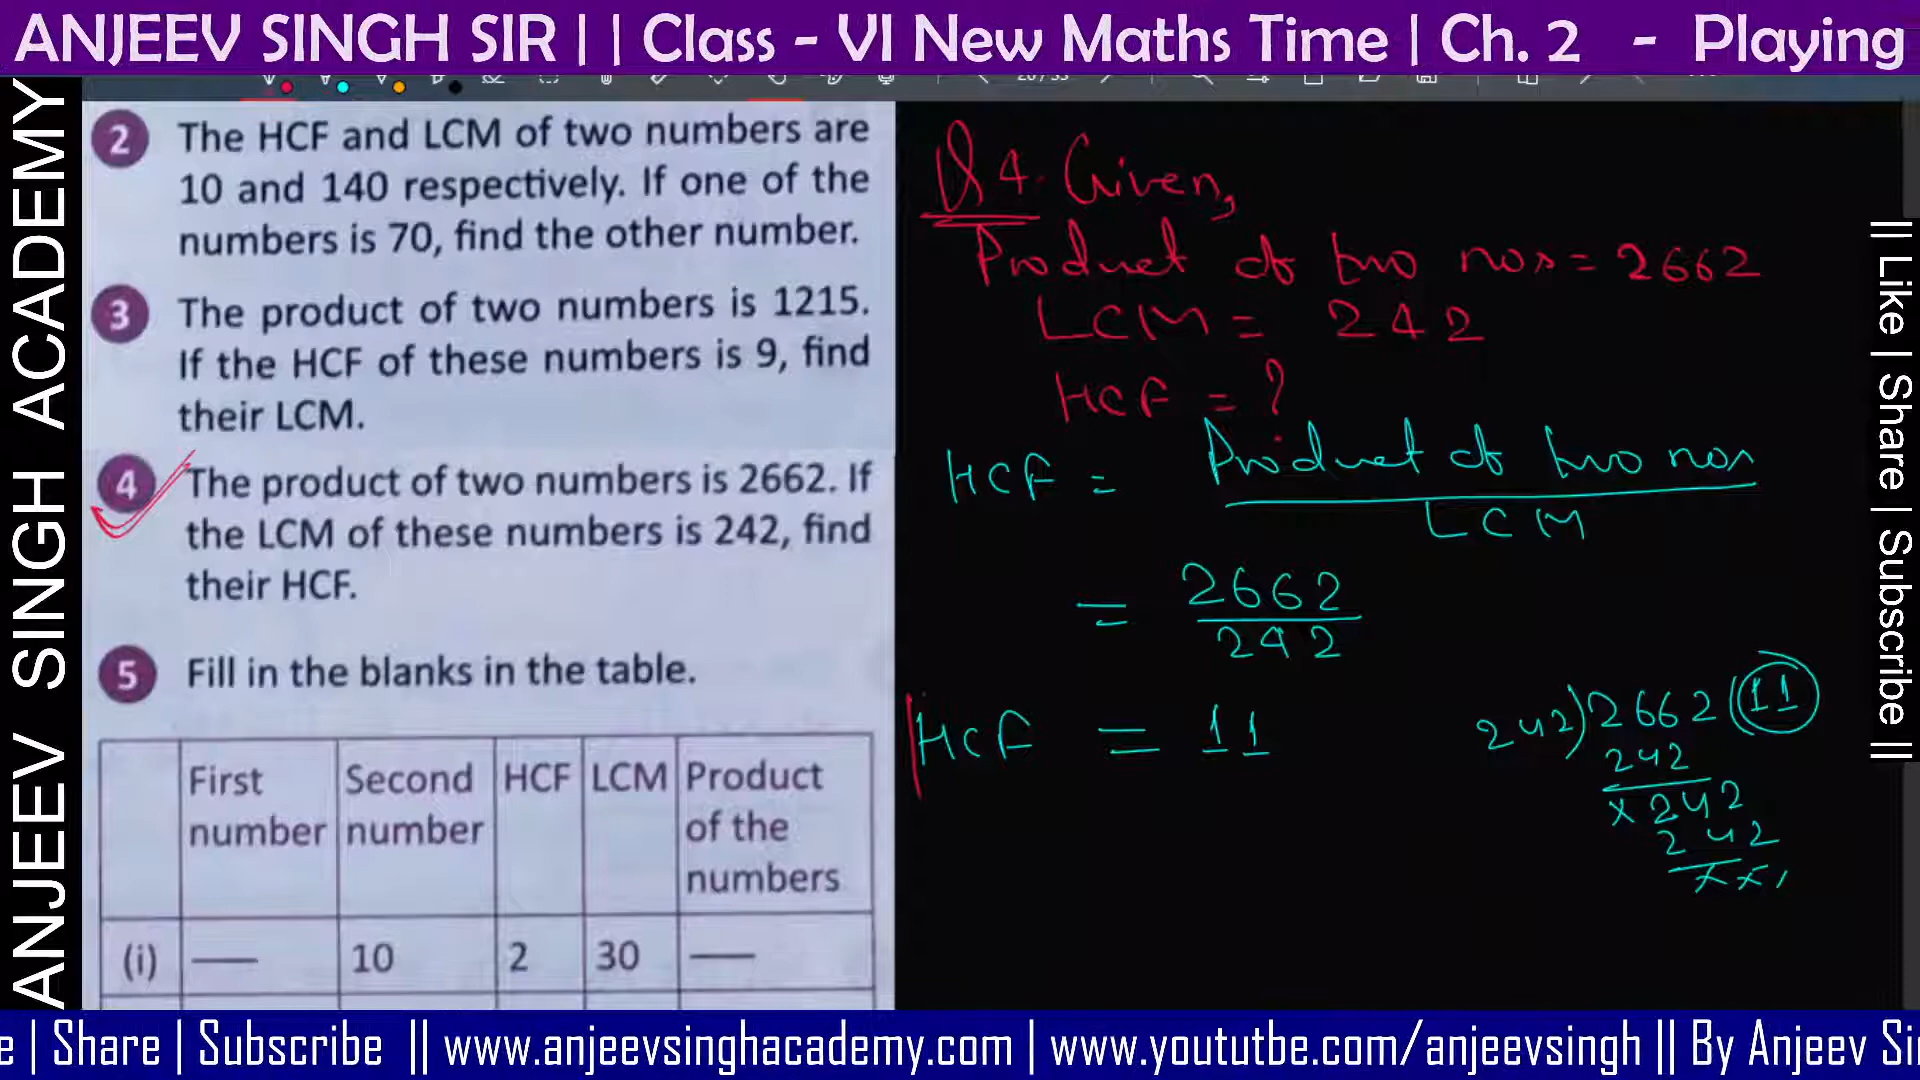 ANJEEV SINGH SIR | | Class - VI New Maths Time | Ch. 2 - Playing
ANJEEV SINGH ACADEMY
2 The HCF and LCM of two numbers are
10 and 140 respectively. If one of the
numbers is 70, find the other number.
3 The product of two numbers is 1215.
If the HCF of these numbers is 9, find
their LCM.
4 The product of two numbers is 2662. If
the LCM of these numbers is 242, find
their HCF.
5 Fill in the blanks in the table.
First number Second number HCF LCM Product of the numbers
(i) — 10 2 30 —
Q4. Given,
Product of two nos = 2662
LCM = 242
HCF = ?
HCF = Product of two nos
LCM
= 2662
242
HCF = 11
242)2662(11
242
x242
242
xx
|| Like | Share | Subscribe ||
e | Share | Subscribe || www.anjeevsinghacademy.com | www.yoututbe.com/anjeevsingh || By Anjeev Si